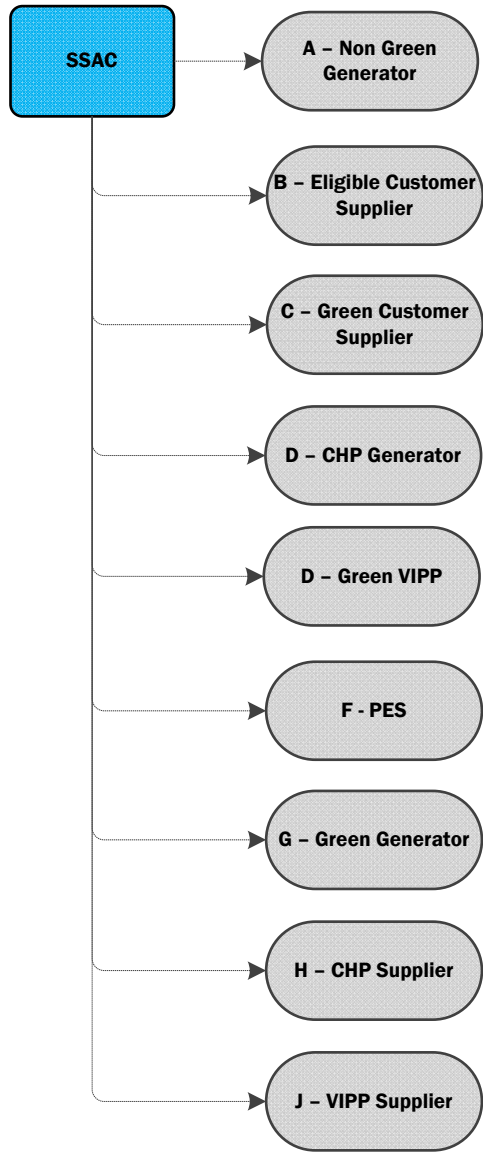 SSAC
A – Non Green
Generator
B – Eligible Customer
Supplier
C – Green Customer
Supplier
D – CHP Generator
D – Green VIPP
F - PES
G – Green Generator
H – CHP Supplier
J – VIPP Supplier